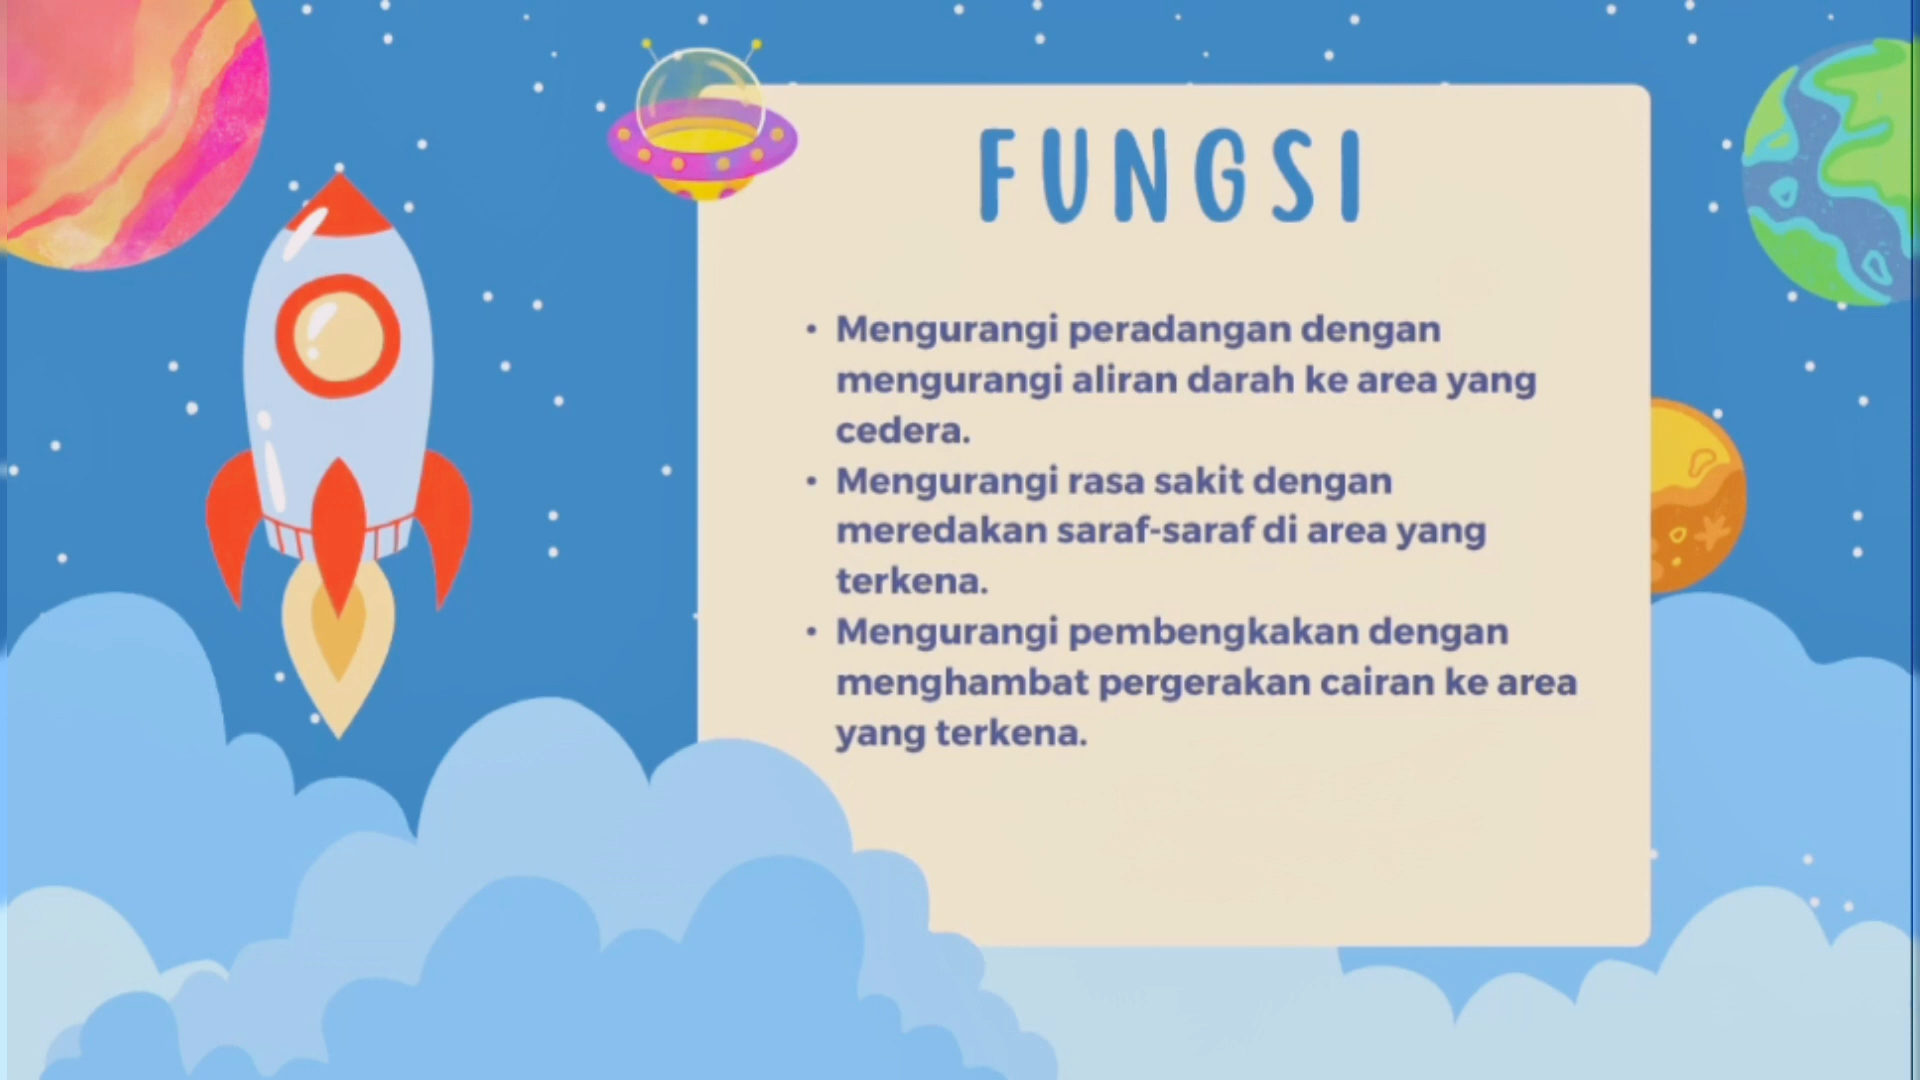 FUNGSI
• Mengurangi peradangan dengan
mengurangi aliran darah ke area yang
cedera.
• Mengurangi rasa sakit dengan
meredakan saraf-saraf di area yang
terkena.
• Mengurangi pembengkakan dengan
menghambat pergerakan cairan ke area
yang terkena.